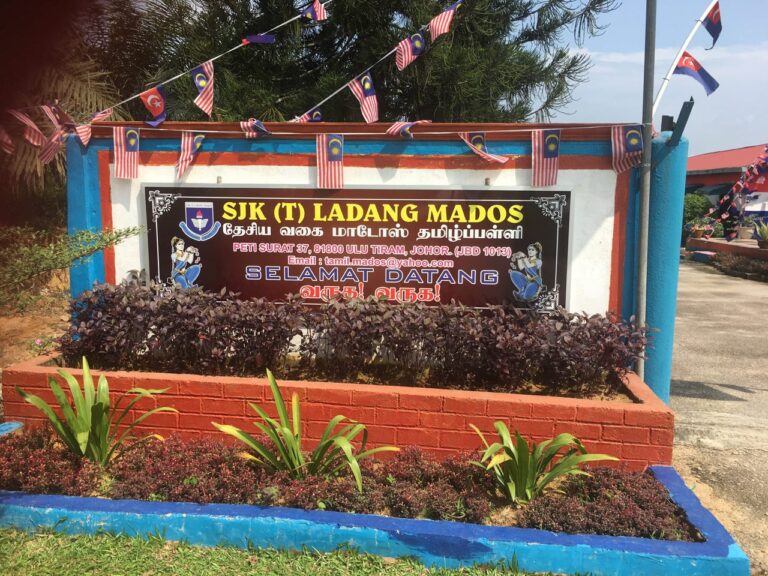 SJK (T) LADANG MADOS
தேசிய வகை மாடோஸ் தமிழ்ப்பள்ளி
PETI SURAT 37, 81800 ULU TIRAM, JOHOR. (JBD 1013)
Email : tamil.mados@yahoo.com
SELAMAT DATANG
வருக! வருக!